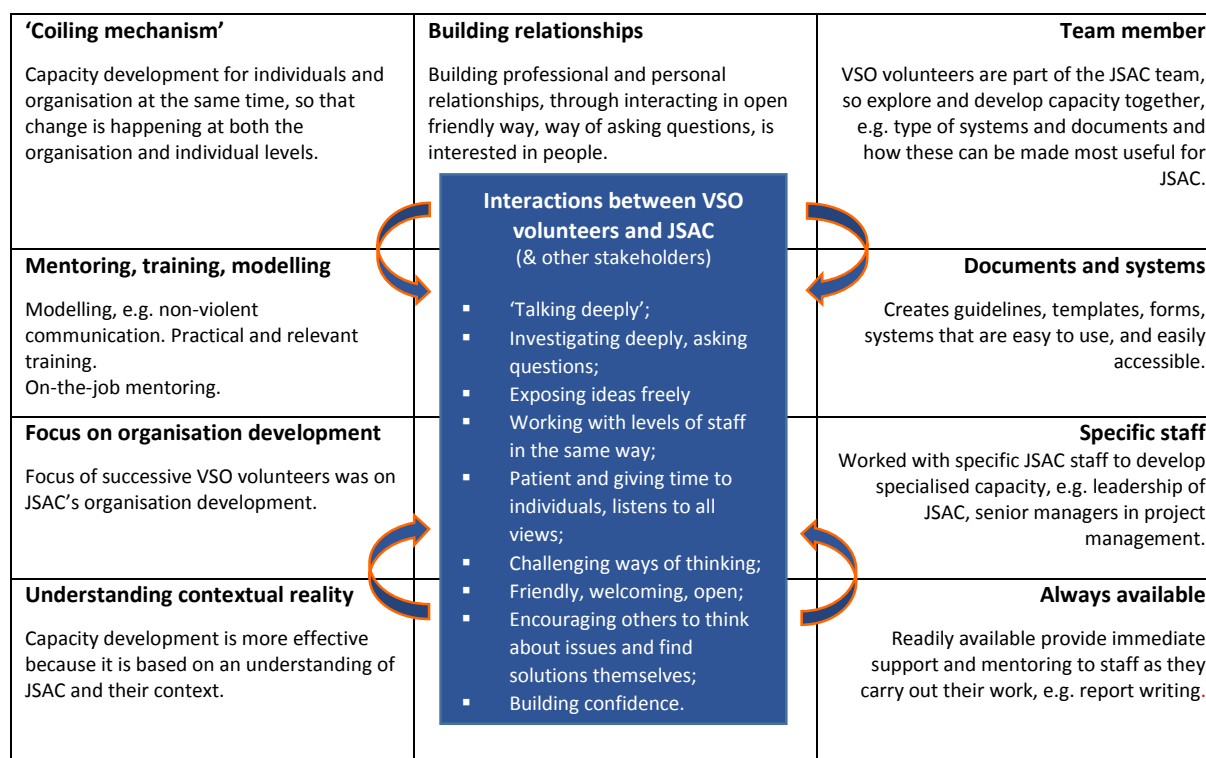 ‘Coiling mechanism’
Capacity development for individuals and
organisation at the same time, so that
change is happening at both the
organisation and individual levels.
Building relationships
Building professional and personal
relationships, through interacting in open
friendly way, way of asking questions, is
interested in people.
Team member
VSO volunteers are part of the JSAC team,
so explore and develop capacity together,
e.g. type of systems and documents and
how these can be made most useful for
JSAC.
Interactions between VSO
volunteers and JSAC
(& other stakeholders)
▪ ‘Talking deeply’;
▪ Investigating deeply, asking
questions;
▪ Exposing ideas freely
▪ Working with levels of staff
in the same way;
▪ Patient and giving time to
individuals, listens to all
views;
▪ Challenging ways of thinking;
▪ Friendly, welcoming, open;
▪ Encouraging others to think
about issues and find
solutions themselves;
▪ Building confidence.
Mentoring, training, modelling
Modelling, e.g. non-violent
communication. Practical and relevant
training.
On-the-job mentoring.
Documents and systems
Creates guidelines, templates, forms,
systems that are easy to use, and easily
accessible.
Focus on organisation development
Focus of successive VSO volunteers was on
JSAC’s organisation development.
Specific staff
Worked with specific JSAC staff to develop
specialised capacity, e.g. leadership of
JSAC, senior managers in project
management.
Understanding contextual reality
Capacity development is more effective
because it is based on an understanding of
JSAC and their context.
Always available
Readily available provide immediate
support and mentoring to staff as they
carry out their work, e.g. report writing.